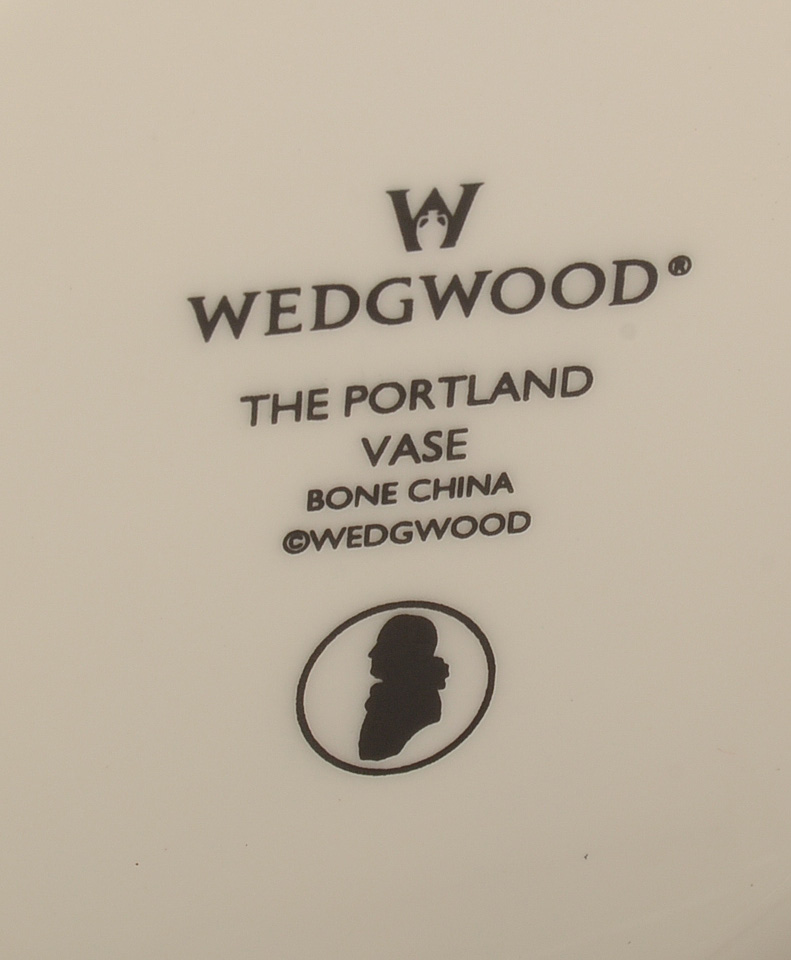 W
WEDGWOOD®
THE PORTLAND
VASE
BONE CHINA
©WEDGWOOD